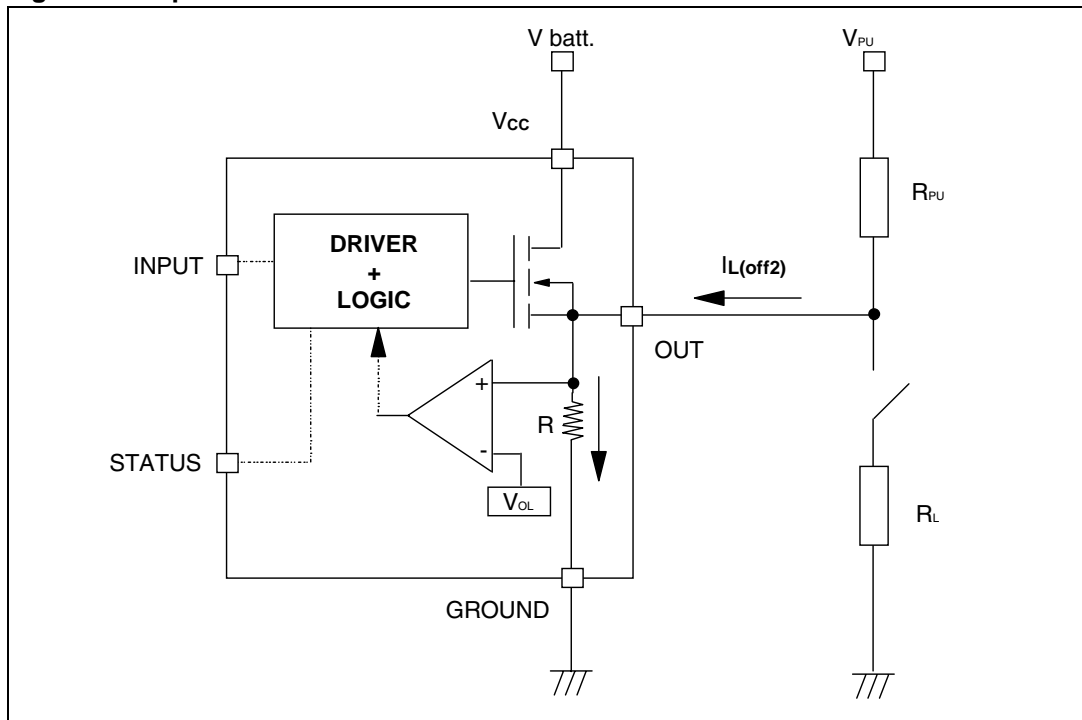 V batt.
VPU
VCC
RPU
DRIVER
+
LOGIC
INPUT
IL(off2)
OUT
+
R
-
STATUS
VOL
RL
GROUND